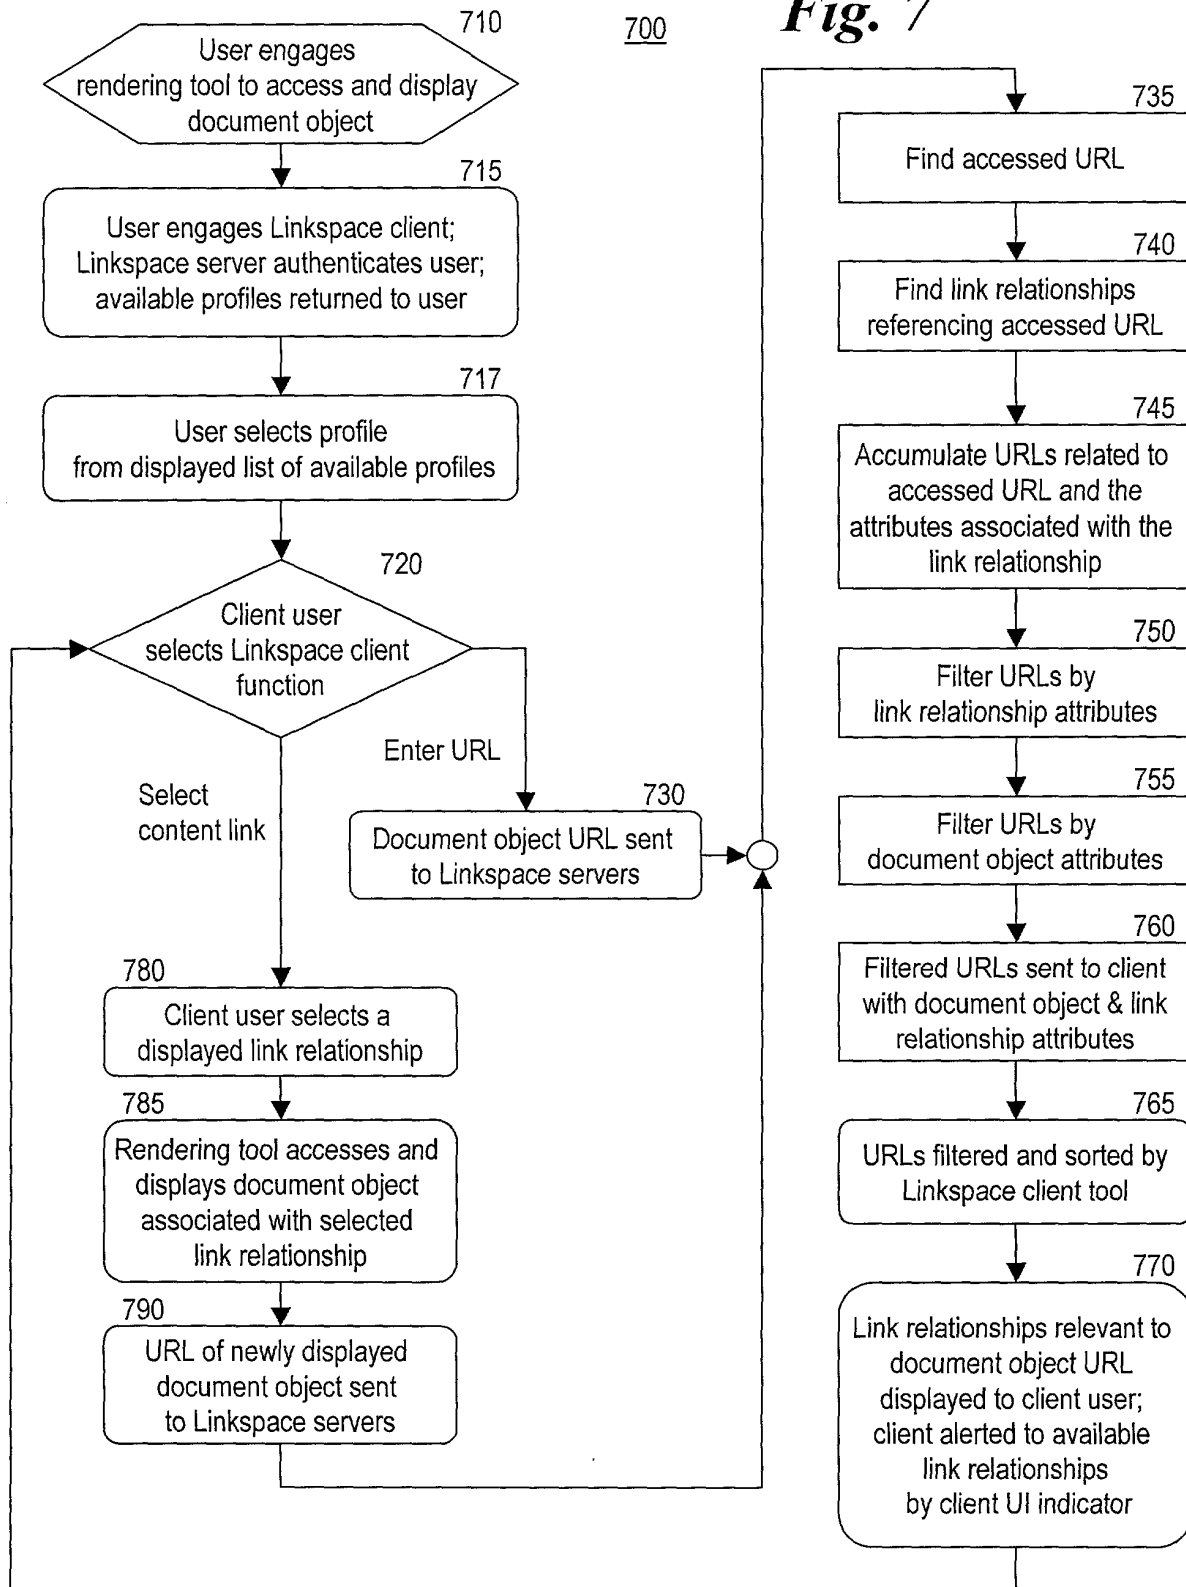 Fig. 7
700
710
User engages
rendering tool to access and display
document object
715
User engages Linkspace client;
Linkspace server authenticates user;
available profiles returned to user
717
User selects profile
from displayed list of available profiles
720
Client user
selects Linkspace client
function
Enter URL
Select
content link
730
Document object URL sent
to Linkspace servers
780
Client user selects a
displayed link relationship
785
Rendering tool accesses and
displays document object
associated with selected
link relationship
790
URL of newly displayed
document object sent
to Linkspace servers
735
Find accessed URL
740
Find link relationships
referencing accessed URL
745
Accumulate URLs related to
accessed URL and the
attributes associated with the
link relationship
750
Filter URLs by
link relationship attributes
755
Filter URLs by
document object attributes
760
Filtered URLs sent to client
with document object & link
relationship attributes
765
URLs filtered and sorted by
Linkspace client tool
770
Link relationships relevant to
document object URL
displayed to client user;
client alerted to available
link relationships
by client UI indicator